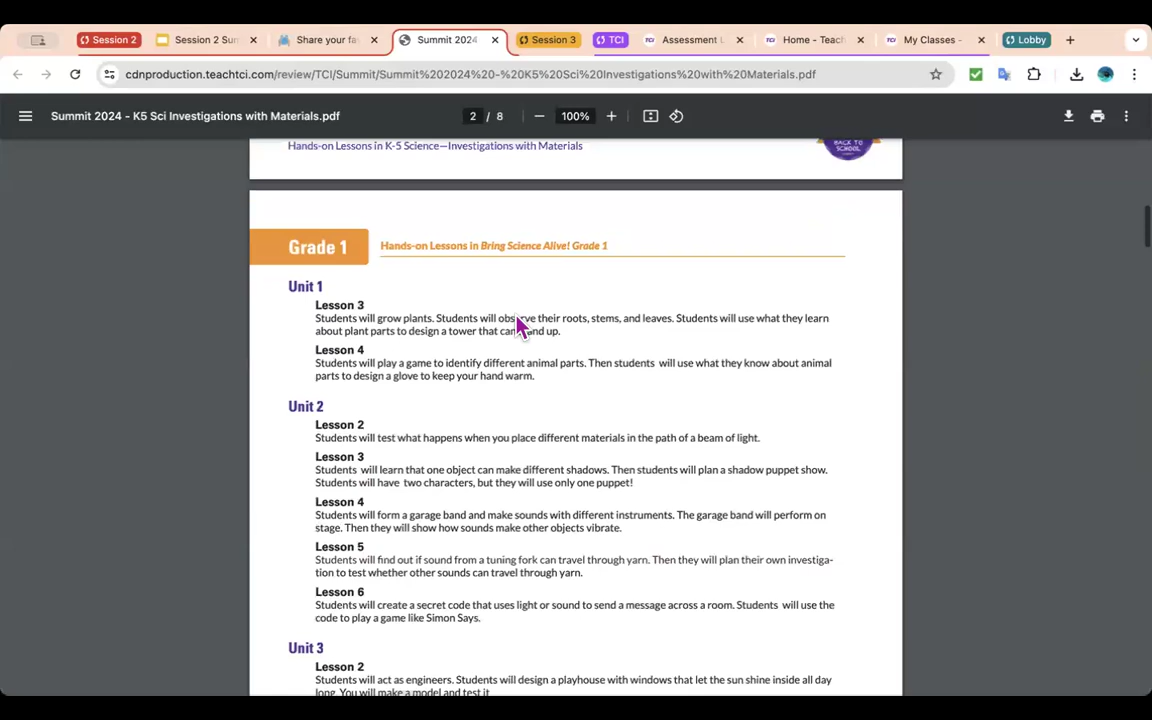 Session 2
Session 2 Sum
Share your fa
Summit 2024
Session 3
TCI
Assessment L
Home - Teach
My Classes -
Lobby
cdnproduction.teachtci.com/review/TCI/Summit/Summit%202024%20-%20K5%20Sci%20Investigations%20with%20Materials.pdf
Summit 2024 - K5 Sci Investigations with Materials.pdf
2 / 8
100%
Hands-on Lessons in K-5 Science—Investigations with Materials
BACK TO
SCHOOL
Grade 1
Hands-on Lessons in Bring Science Alive! Grade 1
Unit 1
Lesson 3
Students will grow plants. Students will observe their roots, stems, and leaves. Students will use what they learn
about plant parts to design a tower that can stand up.
Lesson 4
Students will play a game to identify different animal parts. Then students will use what they know about animal
parts to design a glove to keep your hand warm.
Unit 2
Lesson 2
Students will test what happens when you place different materials in the path of a beam of light.
Lesson 3
Students will learn that one object can make different shadows. Then students will plan a shadow puppet show.
Students will have two characters, but they will use only one puppet!
Lesson 4
Students will form a garage band and make sounds with different instruments. The garage band will perform on
stage. Then they will show how sounds make other objects vibrate.
Lesson 5
Students will find out if sound from a tuning fork can travel through yarn. Then they will plan their own investiga-
tion to test whether other sounds can travel through yarn.
Lesson 6
Students will create a secret code that uses light or sound to send a message across a room. Students will use the
code to play a game like Simon Says.
Unit 3
Lesson 2
Students will act as engineers. Students will design a playhouse with windows that let the sun shine inside all day
long. You will make a model and test it